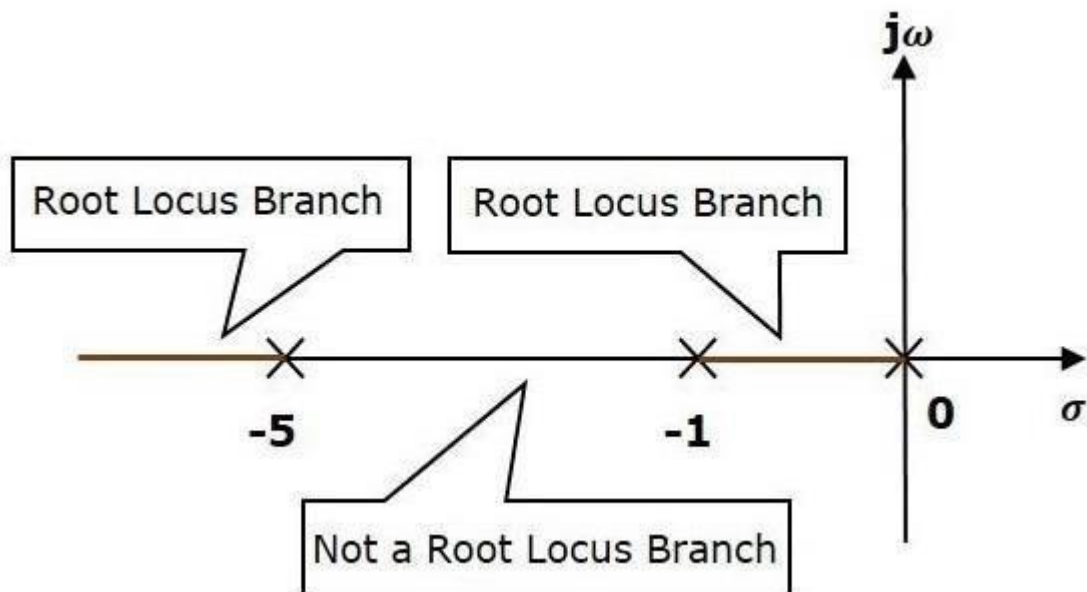 jω
Root Locus Branch
Root Locus Branch
-5
-1
0
σ
Not a Root Locus Branch